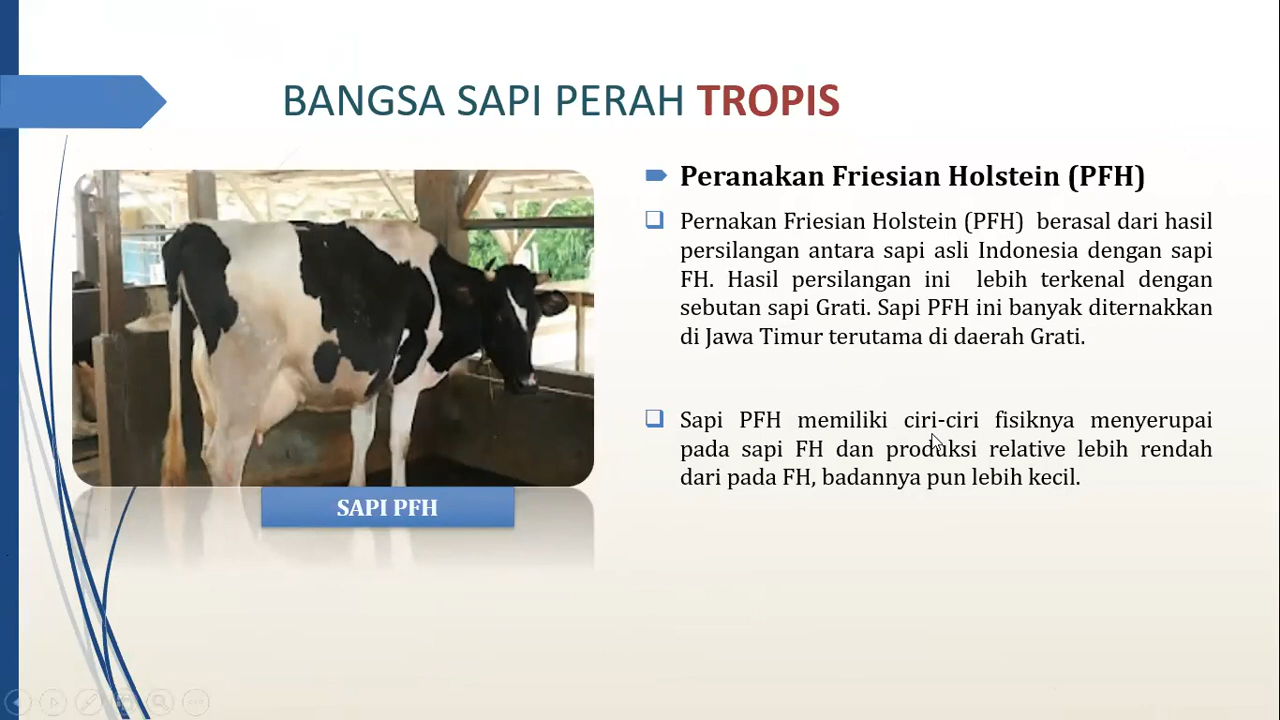 BANGSA SAPI PERAH TROPIS
Peranakan Friesian Holstein (PFH)
Pernakan Friesian Holstein (PFH) berasal dari hasil
persilangan antara sapi asli Indonesia dengan sapi
FH. Hasil persilangan ini lebih terkenal dengan
sebutan sapi Grati. Sapi PFH ini banyak diternakkan
di Jawa Timur terutama di daerah Grati.
Sapi PFH memiliki ciri-ciri fisiknya menyerupai
pada sapi FH dan produksi relative lebih rendah
dari pada FH, badannya pun lebih kecil.
SAPI PFH